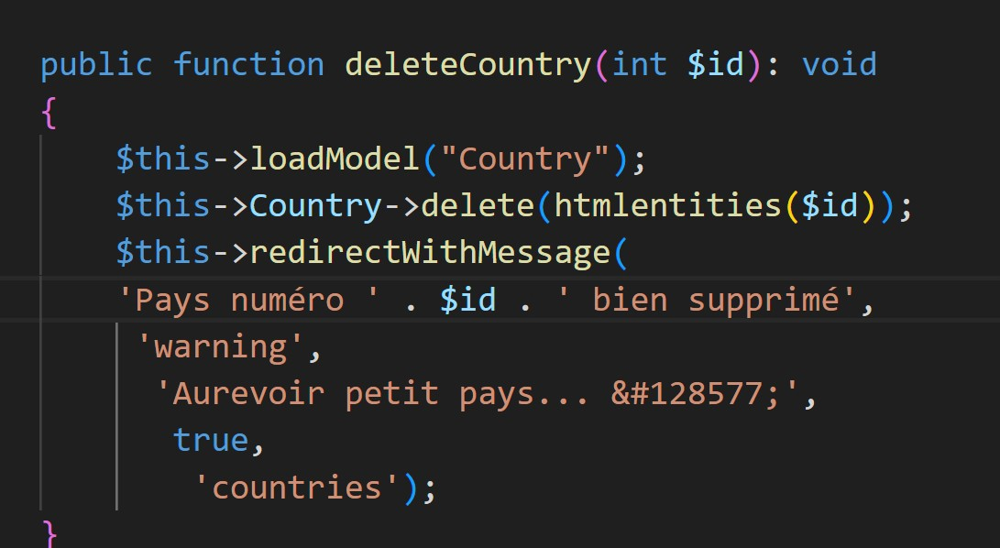 public function deleteCountry(int $id): void
{
$this->loadModel("Country");
$this->Country->delete(htmlentities($id));
$this->redirectWithMessage(
'Pays numéro ' . $id . ' bien supprimé',
'warning',
'Aurevoir petit pays... &#128577;',
true,
'countries');
}